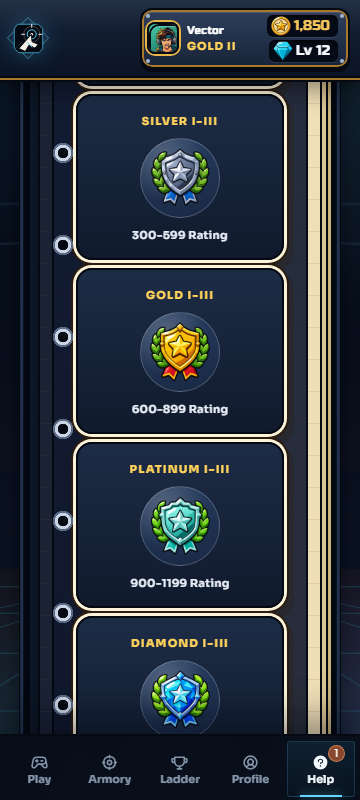 Vector
GOLD II
1,850
Lv 12
SILVER I-III
300-599 Rating
GOLD I-III
600-899 Rating
PLATINUM I-III
900-1199 Rating
DIAMOND I-III
Play
Armory
Ladder
Profile
Help
1